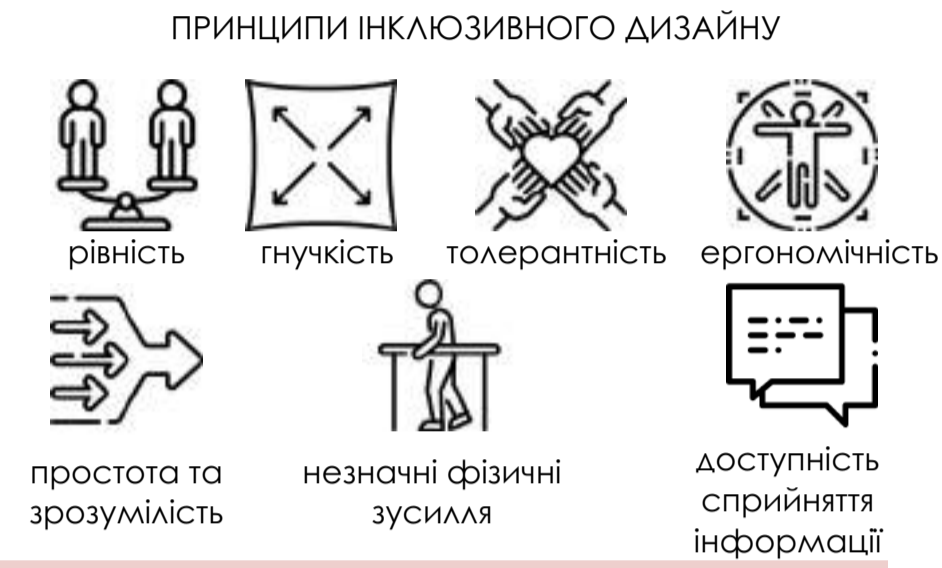 ПРИНЦИПИ ІНКЛЮЗИВНОГО ДИЗАЙНУ
рівність
гнучкість
толерантність
ергономічність
простота та
зрозумілість
незначні фізичні
зусилля
доступність
сприйняття
інформації